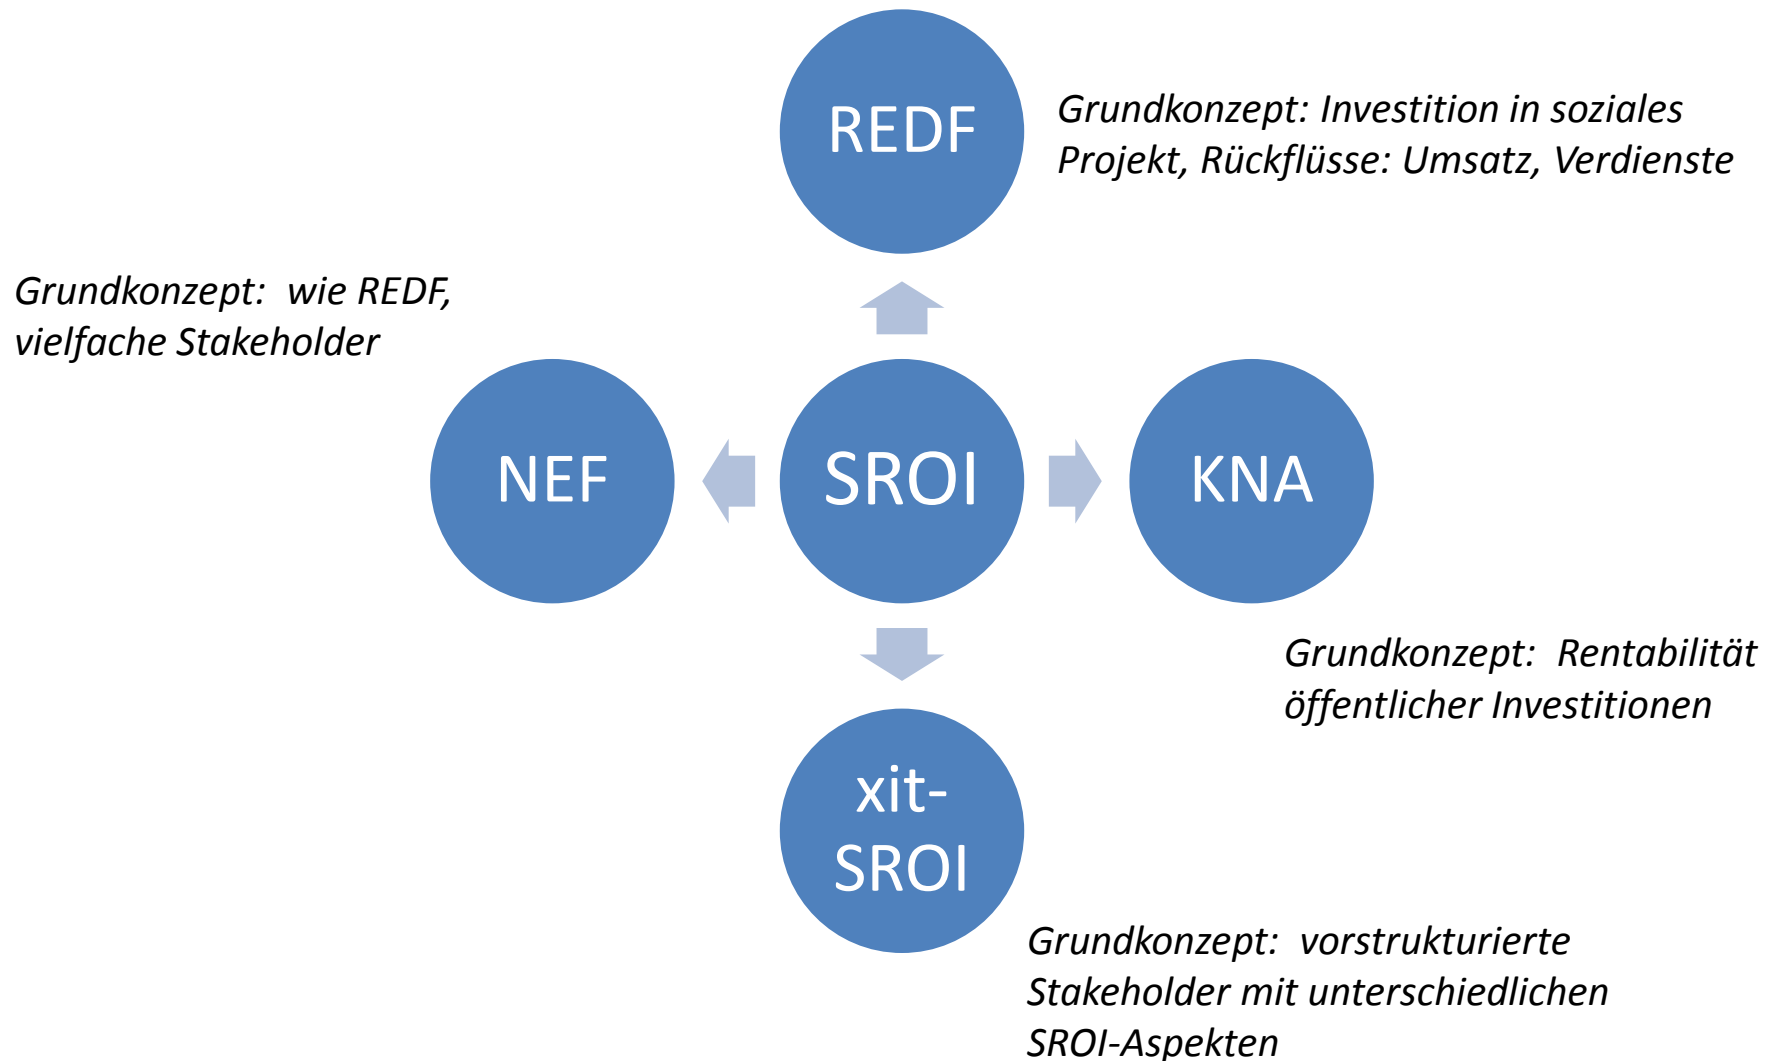 REDF
Grundkonzept: Investition in soziales
Projekt, Rückflüsse: Umsatz, Verdienste
Grundkonzept: wie REDF,
vielfache Stakeholder
NEF
SROI
KNA
Grundkonzept: Rentabilität
öffentlicher Investitionen
xit-
SROI
Grundkonzept: vorstrukturierte
Stakeholder mit unterschiedlichen
SROI-Aspekten